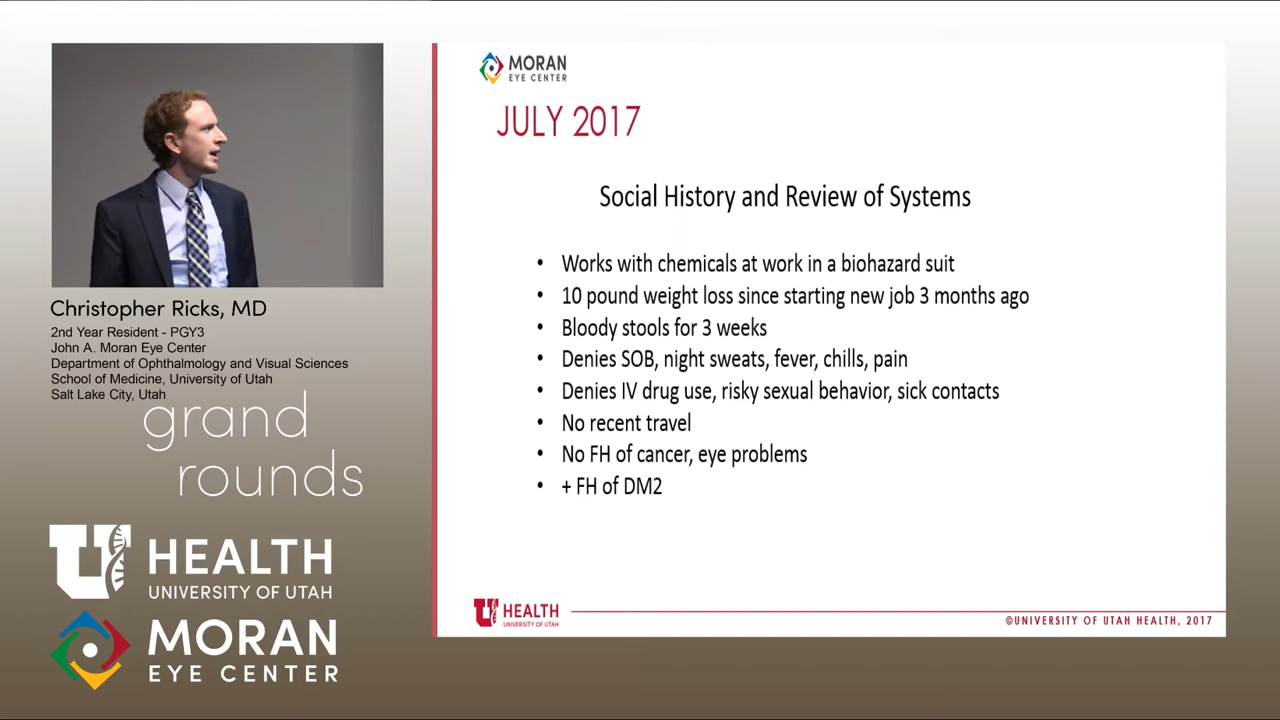 Christopher Ricks, MD
2nd Year Resident - PGY3
John A. Moran Eye Center
Department of Ophthalmology and Visual Sciences
School of Medicine, University of Utah
Salt Lake City, Utah
grand
rounds
U
HEALTH
UNIVERSITY OF UTAH
MORAN
EYE CENTER
MORAN
EYE CENTER
JULY 2017
Social History and Review of Systems
• Works with chemicals at work in a biohazard suit
• 10 pound weight loss since starting new job 3 months ago
• Bloody stools for 3 weeks
• Denies SOB, night sweats, fever, chills, pain
• Denies IV drug use, risky sexual behavior, sick contacts
• No recent travel
• No FH of cancer, eye problems
• + FH of DM2
U HEALTH
UNIVERSITY OF UTAH
©UNIVERSITY OF UTAH HEALTH, 2017